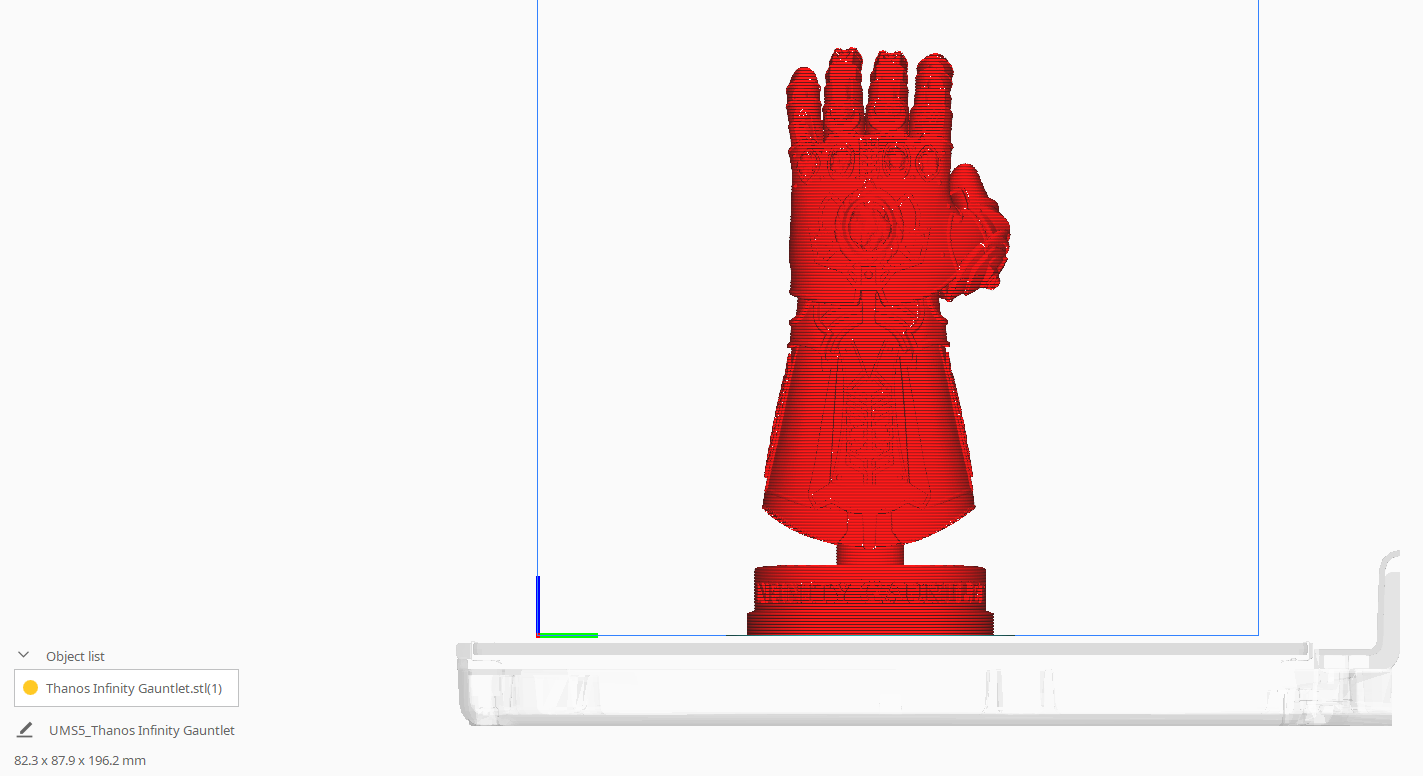 Object list
Thanos Infinity Gauntlet.stl(1)
UMS5_Thanos Infinity Gauntlet
82.3 x 87.9 x 196.2 mm